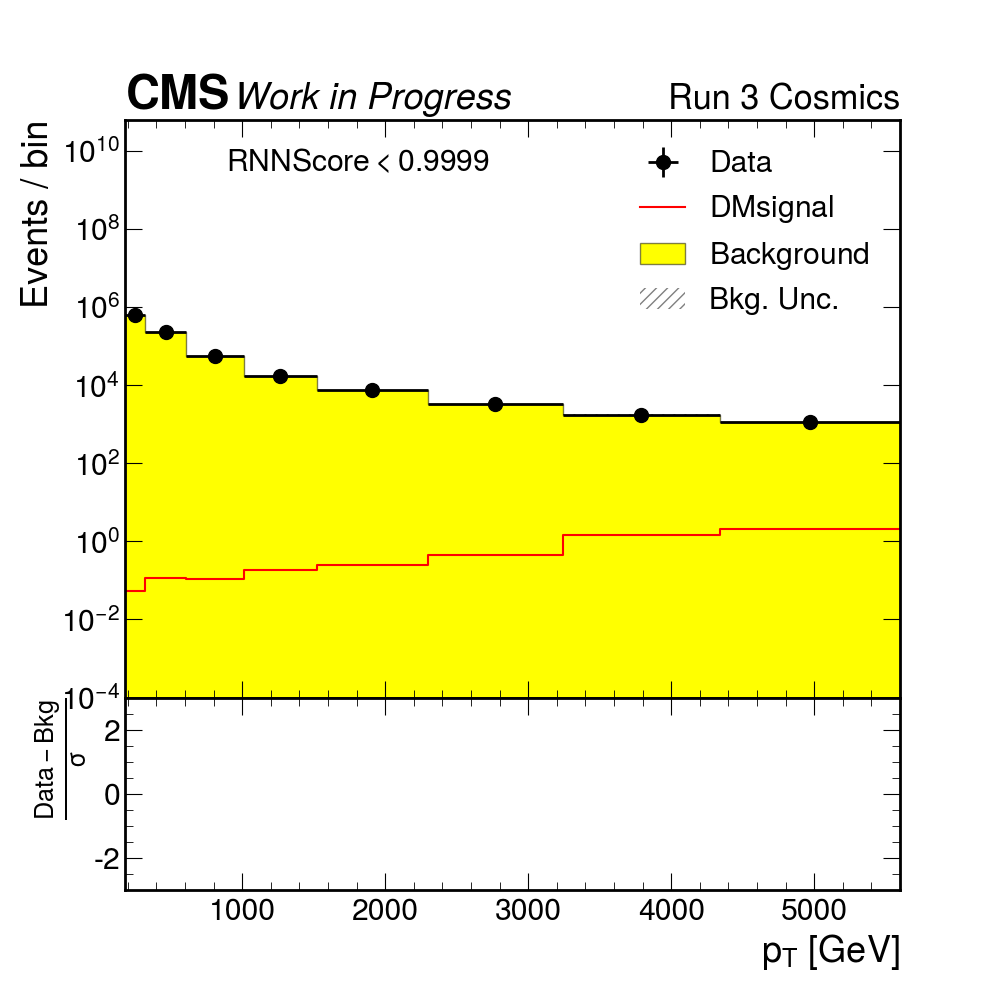 CMS Work in Progress Run 3 Cosmics
Events / bin
RNNScore < 0.9999
Data
DMsignal
Background
Bkg. Unc.
10¹⁰
10⁸
10⁶
10⁴
10²
10⁰
10⁻²
10⁻⁴
Data – Bkg
σ
2
0
-2
1000 2000 3000 4000 5000
p_T [GeV]